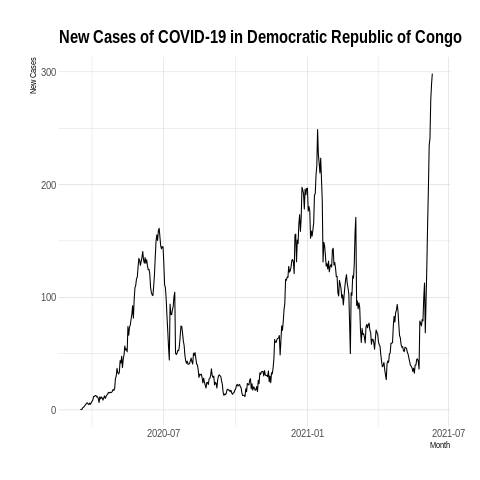 New Cases of COVID-19 in Democratic Republic of Congo
New Cases
300
200
100
0
2020-07 2021-01 2021-07
Month